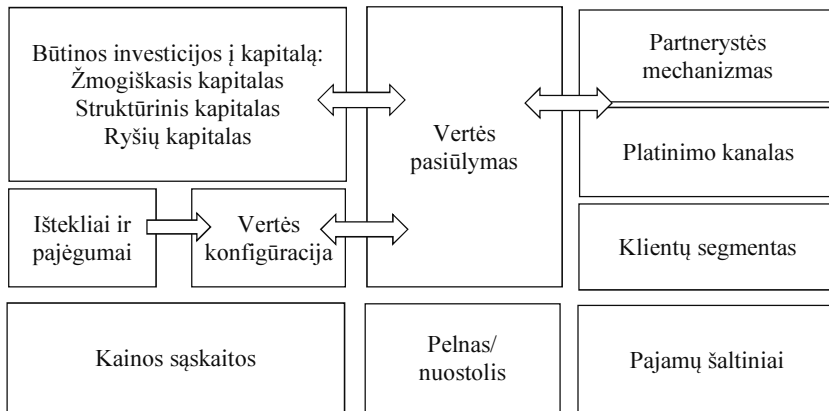 Būtinos investicijos į kapitalą:
Žmogiškasis kapitalas
Struktūrinis kapitalas
Ryšių kapitalas
Vertės
pasiūlymas
Partnerystės
mechanizmas
Platinimo kanalas
Ištekliai ir
pajėgumai
Vertės
konfigūracija
Klientų segmentas
Kainos sąskaitos
Pelnas/
nuostolis
Pajamų šaltiniai